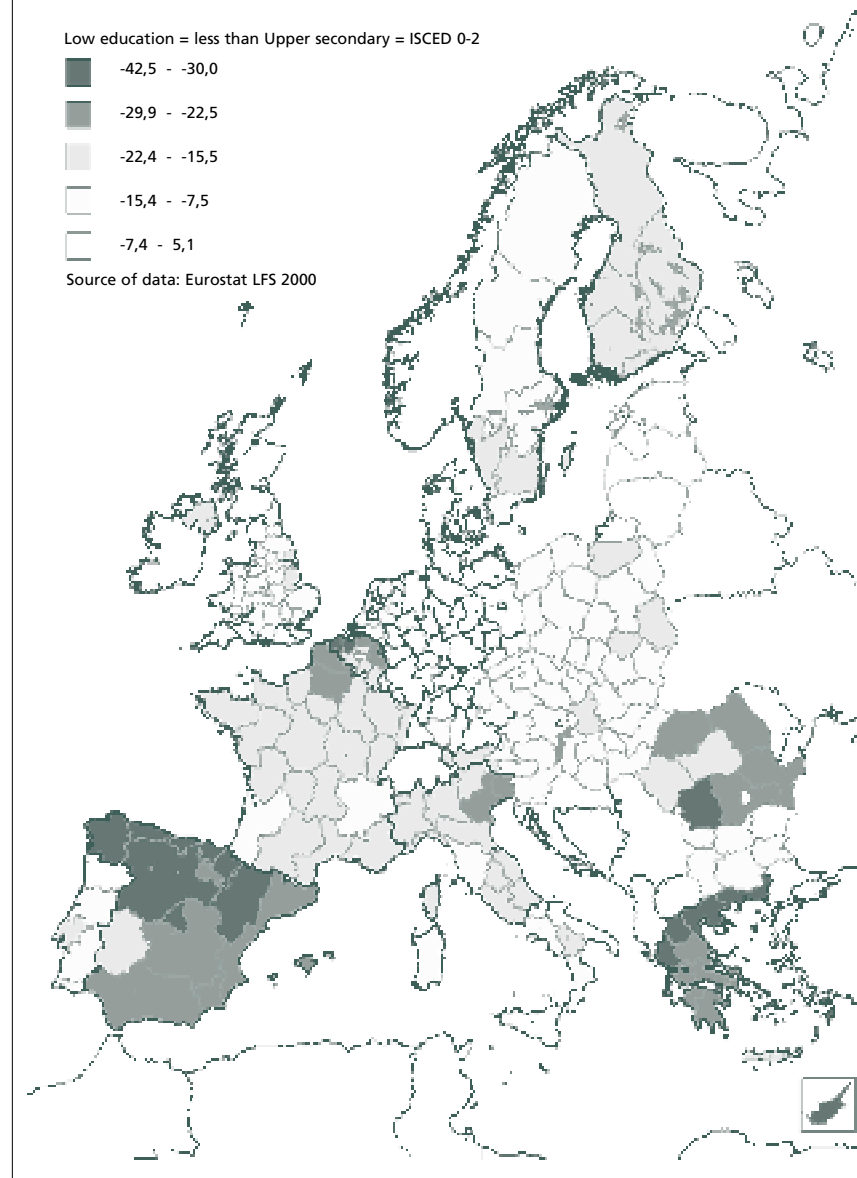 Low education = less than Upper secondary = ISCED 0-2
-42,5 - -30,0
-29,9 - -22,5
-22,4 - -15,5
-15,4 - -7,5
-7,4 - 5,1
Source of data: Eurostat LFS 2000